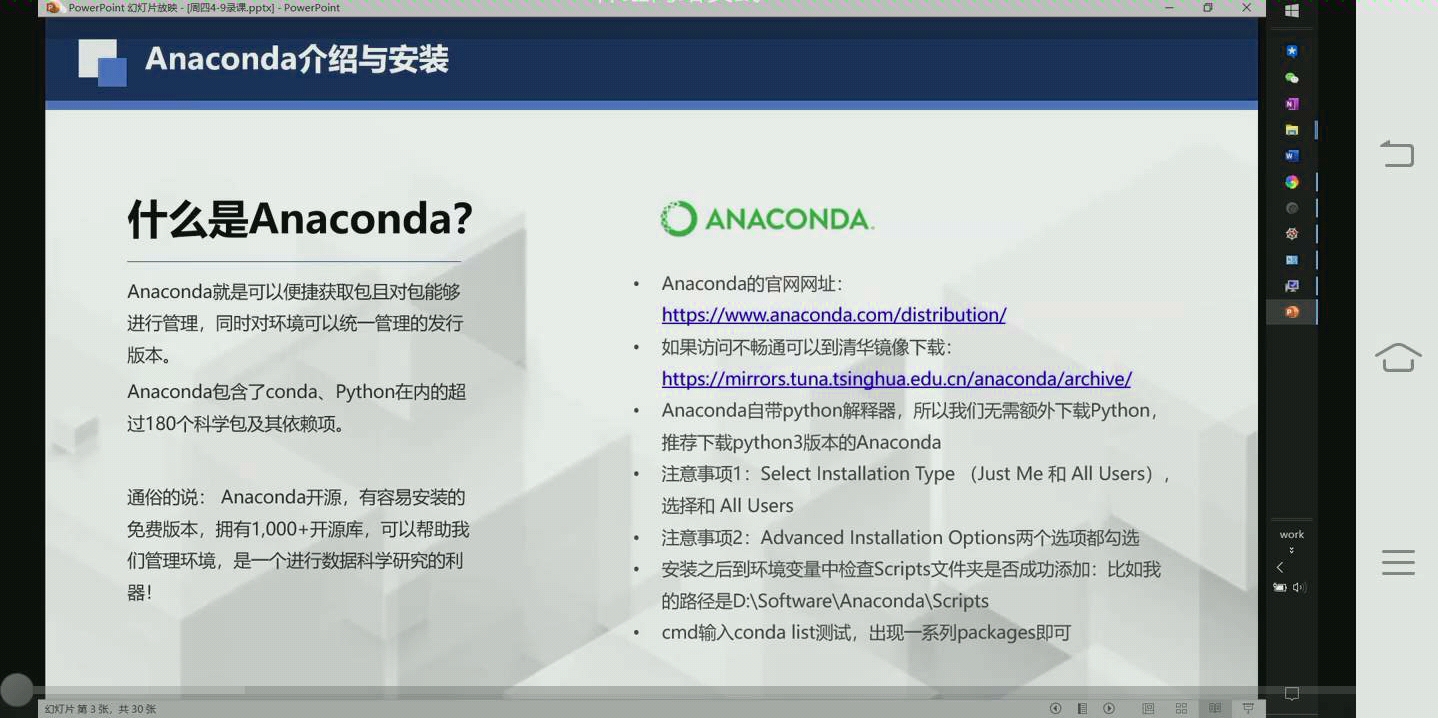 PowerPoint 幻灯片放映 - [周四4-9录课.pptx] - PowerPoint
Anaconda介绍与安装
什么是Anaconda?
Anaconda就是可以便捷获取包且对包能够
进行管理，同时对环境可以统一管理的发行
版本。
Anaconda包含了conda、Python在内的超
过180个科学包及其依赖项。
通俗的说： Anaconda开源，有容易安装的
免费版本，拥有1,000+开源库，可以帮助我
们管理环境，是一个进行数据科学研究的利
器！
ANACONDA.
• Anaconda的官网网址：
https://www.anaconda.com/distribution/
• 如果访问不畅通可以到清华镜像下载：
https://mirrors.tuna.tsinghua.edu.cn/anaconda/archive/
• Anaconda自带python解释器，所以我们无需额外下载Python，
推荐下载python3版本的Anaconda
• 注意事项1：Select Installation Type （Just Me 和 All Users），
选择和 All Users
• 注意事项2：Advanced Installation Options两个选项都勾选
• 安装之后到环境变量中检查Scripts文件夹是否成功添加：比如我
的路径是D:\Software\Anaconda\Scripts
• cmd输入conda list测试，出现一系列packages即可
work
幻灯片 第 3 张，共 30 张